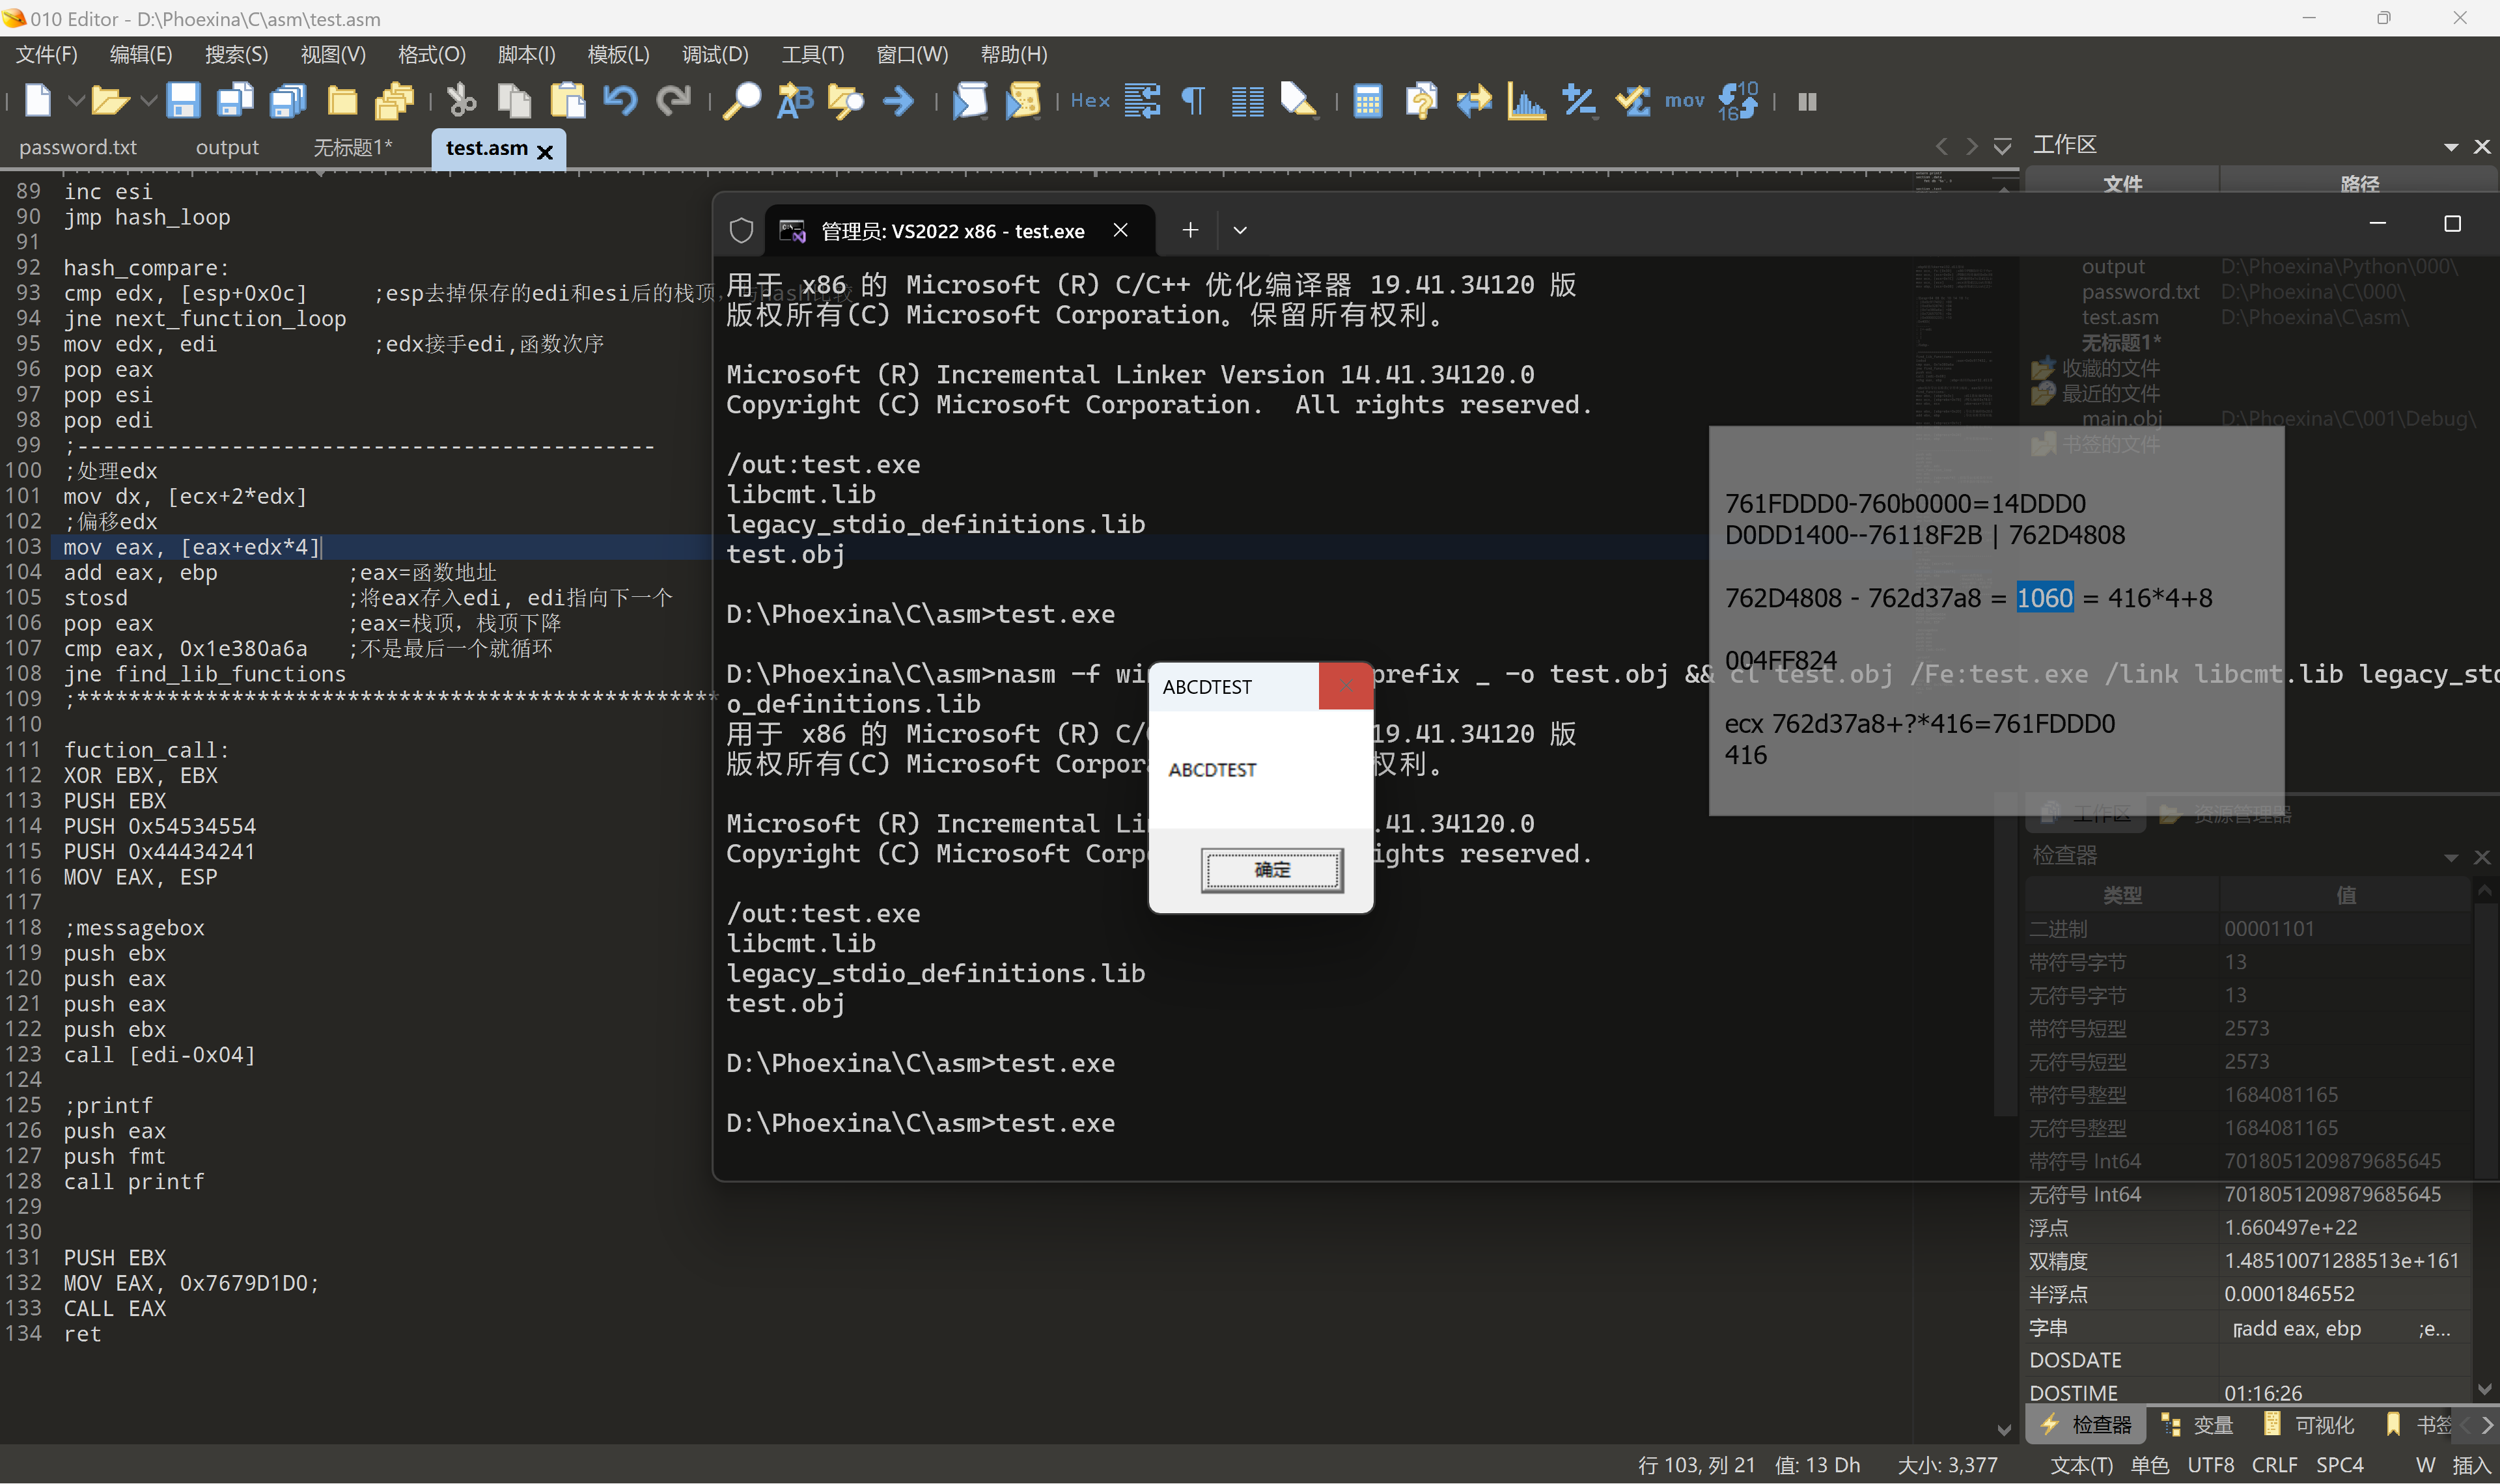 010 Editor - D:\Phoexina\C\asm\test.asm
文件(F) 编辑(E) 搜索(S) 视图(V) 格式(O) 脚本(I) 模板(L) 调试(D) 工具(T) 窗口(W) 帮助(H)
Hex mov 10 16
password.txt output 无标题1* test.asm
89 inc esi
90 jmp hash_loop
91
92 hash_compare:
93 cmp edx, [esp+0x0c] ;esp去掉保存的edi和esi后的栈顶，与hash比较
94 jne next_function_loop
95 mov edx, edi ;edx接手edi,函数次序
96 pop eax
97 pop esi
98 pop edi
99 ;---------------------------------------------
100 ;处理edx
101 mov dx, [ecx+2*edx]
102 ;偏移edx
103 mov eax, [eax+edx*4]
104 add eax, ebp ;eax=函数地址
105 stosd ;将eax存入edi, edi指向下一个
106 pop eax ;eax=栈顶，栈顶下降
107 cmp eax, 0x1e380a6a ;不是最后一个就循环
108 jne find_lib_functions
109 ;**************************************************
110
111 fuction_call:
112 XOR EBX, EBX
113 PUSH EBX
114 PUSH 0x54534554
115 PUSH 0x44434241
116 MOV EAX, ESP
117
118 ;messagebox
119 push ebx
120 push eax
121 push eax
122 push ebx
123 call [edi-0x04]
124
125 ;printf
126 push eax
127 push fmt
128 call printf
129
130
131 PUSH EBX
132 MOV EAX, 0x7679D1D0;
133 CALL EAX
134 ret
管理员: VS2022 x86 - test.exe
用于 x86 的 Microsoft (R) C/C++ 优化编译器 19.41.34120 版
版权所有(C) Microsoft Corporation。保留所有权利。
Microsoft (R) Incremental Linker Version 14.41.34120.0
Copyright (C) Microsoft Corporation.  All rights reserved.
/out:test.exe
libcmt.lib
legacy_stdio_definitions.lib
test.obj
D:\Phoexina\C\asm>test.exe
D:\Phoexina\C\asm>nasm -f wi prefix _ -o test.obj && cl test.obj /Fe:test.exe /link libcmt.lib legacy_std
o_definitions.lib
用于 x86 的 Microsoft (R) C/ 19.41.34120 版
版权所有(C) Microsoft Corpor 权利。
Microsoft (R) Incremental Li .41.34120.0
Copyright (C) Microsoft Corp ights reserved.
/out:test.exe
libcmt.lib
legacy_stdio_definitions.lib
test.obj
D:\Phoexina\C\asm>test.exe
D:\Phoexina\C\asm>test.exe
ABCDTEST
ABCDTEST
确定
761FDDD0-760b0000=14DDD0
D0DD1400--76118F2B | 762D4808
762D4808 - 762d37a8 = 1060 = 416*4+8
004FF824
ecx 762d37a8+?*416=761FDDD0
416
工作区
文件 路径
output D:\Phoexina\Python\000\
password.txt D:\Phoexina\C\000\
test.asm D:\Phoexina\C\asm\
无标题1*
收藏的文件
最近的文件
main.obj D:\Phoexina\C\001\Debug\
书签的文件
工作区 资源管理器
检查器
类型 值
二进制 00001101
带符号字节 13
无符号字节 13
带符号短型 2573
无符号短型 2573
带符号整型 1684081165
无符号整型 1684081165
带符号 Int64 7018051209879685645
无符号 Int64 7018051209879685645
浮点 1.660497e+22
双精度 1.48510071288513e+161
半浮点 0.0001846552
字串 add eax, ebp ;e...
DOSDATE
DOSTIME 01:16:26
检查器 变量 可视化 书签
行 103, 列 21 值: 13 Dh 大小: 3,377 文本(T) 单色 UTF8 CRLF SPC4 W 插入